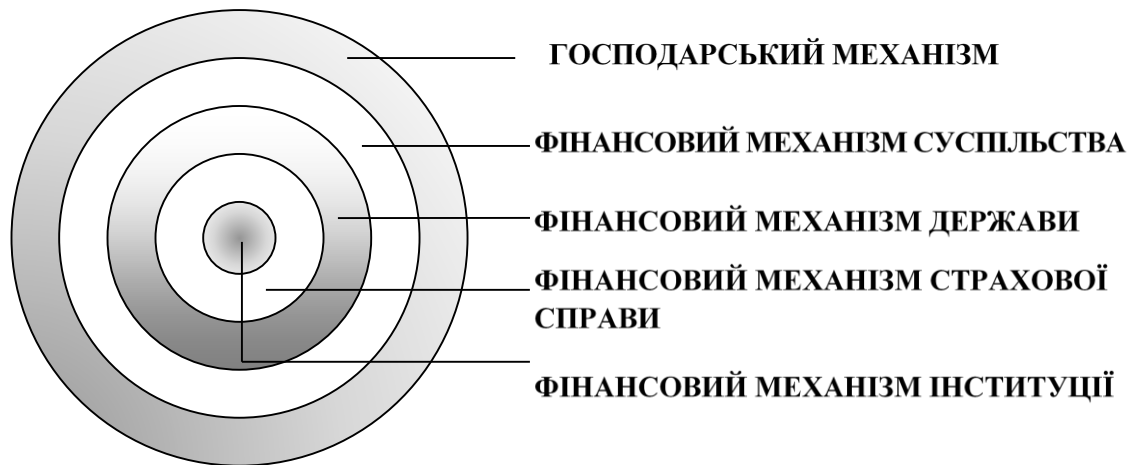 ГОСПОДАРСЬКИЙ МЕХАНІЗМ
ФІНАНСОВИЙ МЕХАНІЗМ СУСПІЛЬСТВА
ФІНАНСОВИЙ МЕХАНІЗМ ДЕРЖАВИ
ФІНАНСОВИЙ МЕХАНІЗМ СТРАХОВОЇ
СПРАВИ
ФІНАНСОВИЙ МЕХАНІЗМ ІНСТИТУЦІЇ